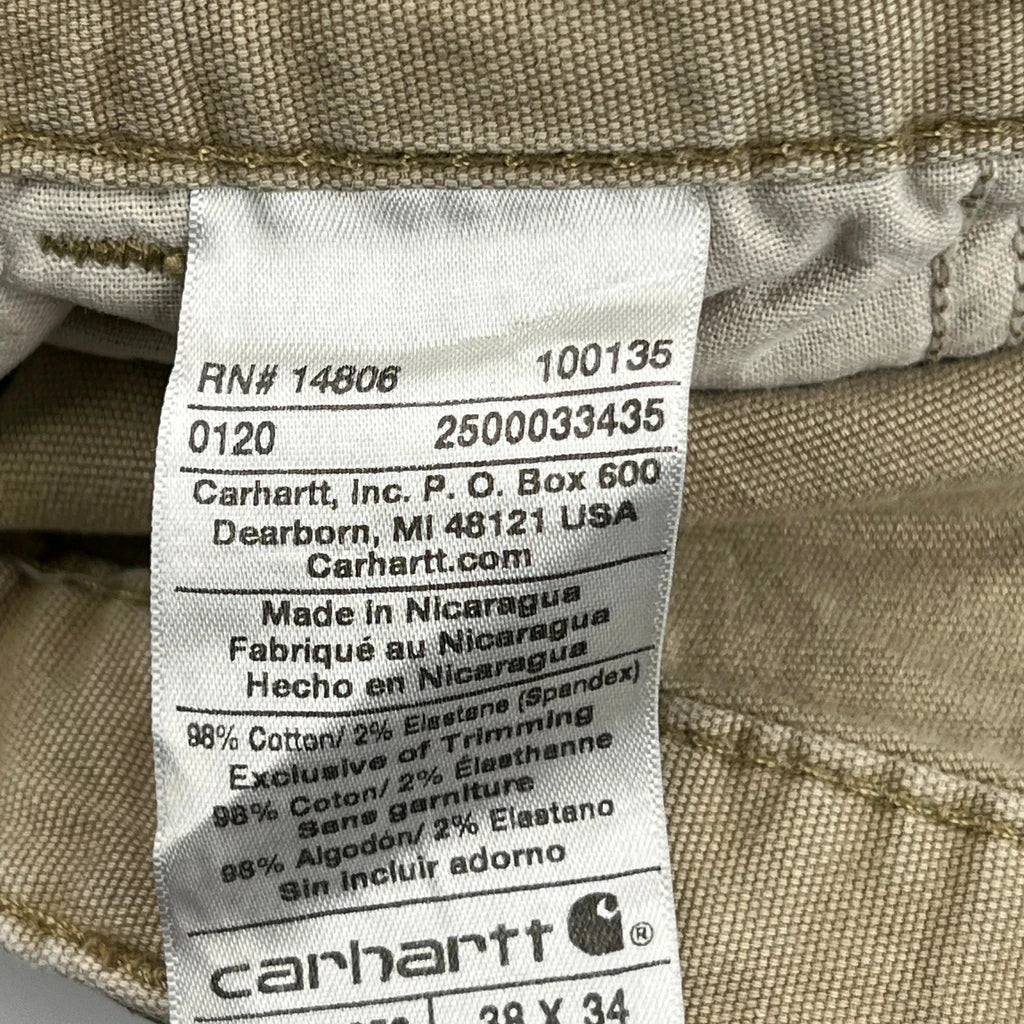 RN# 14806 100135
0120 2500033435
Carhartt, Inc. P. O. Box 600
Dearborn, MI 48121 USA
Carhartt.com
Made in Nicaragua
Fabriqué au Nicaragua
Hecho en Nicaragua
98% Cotton/ 2% Elastane (Spandex)
Exclusive of Trimming
98% Coton/ 2% Élasthanne
Sans garniture
98% Algodón/ 2% Elastano
Sin incluir adorno
carhartt ®
38 X 34